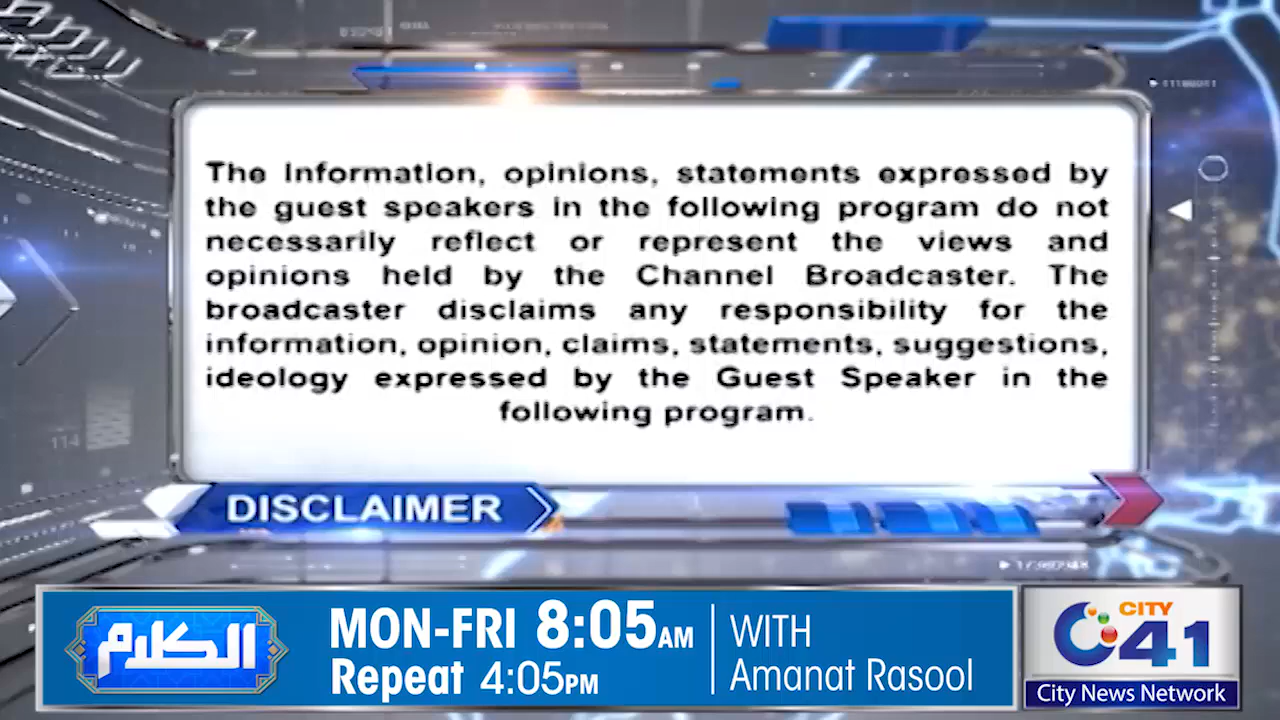 The Information, opinions, statements expressed by
the guest speakers in the following program do not
necessarily reflect or represent the views and
opinions held by the Channel Broadcaster. The
broadcaster disclaims any responsibility for the
information, opinion, claims, statements, suggestions,
ideology expressed by the Guest Speaker in the
following program.
DISCLAIMER
114
الكلام
MON-FRI 8:05AM
Repeat 4:05PM
WITH
Amanat Rasool
CITY
41
City News Network